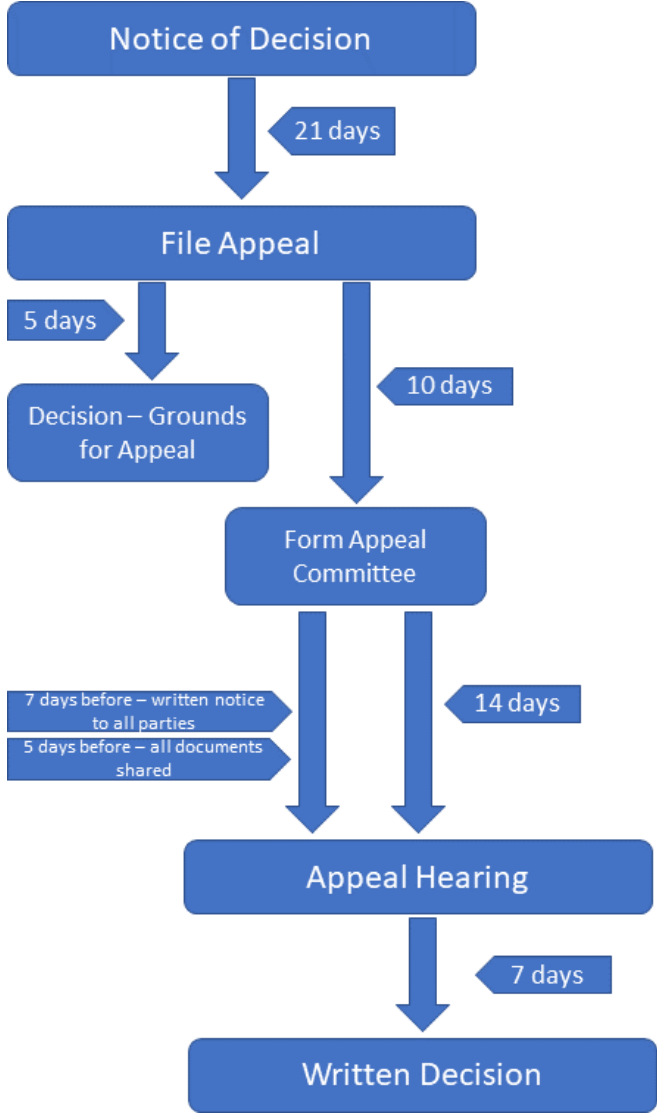 Notice of Decision
21 days
File Appeal
5 days
10 days
Decision – Grounds
for Appeal
Form Appeal
Committee
7 days before – written notice
to all parties
14 days
5 days before – all documents
shared
Appeal Hearing
7 days
Written Decision